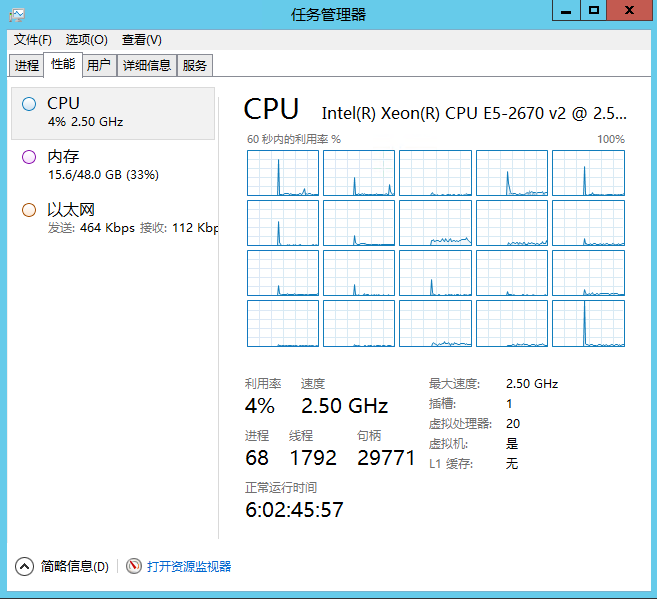 任务管理器
文件(F) 选项(O) 查看(V)
进程 性能 用户 详细信息 服务
CPU
4% 2.50 GHz
内存
15.6/48.0 GB (33%)
以太网
发送: 464 Kbps 接收: 112 Kbp
CPU Intel(R) Xeon(R) CPU E5-2670 v2 @ 2.5...
60 秒内的利用率 % 100%
利用率 速度
4% 2.50 GHz
进程 线程 句柄
68 1792 29771
正常运行时间
6:02:45:57
最大速度: 2.50 GHz
插槽: 1
虚拟处理器: 20
虚拟机: 是
L1 缓存: 无
简略信息(D) 打开资源监视器